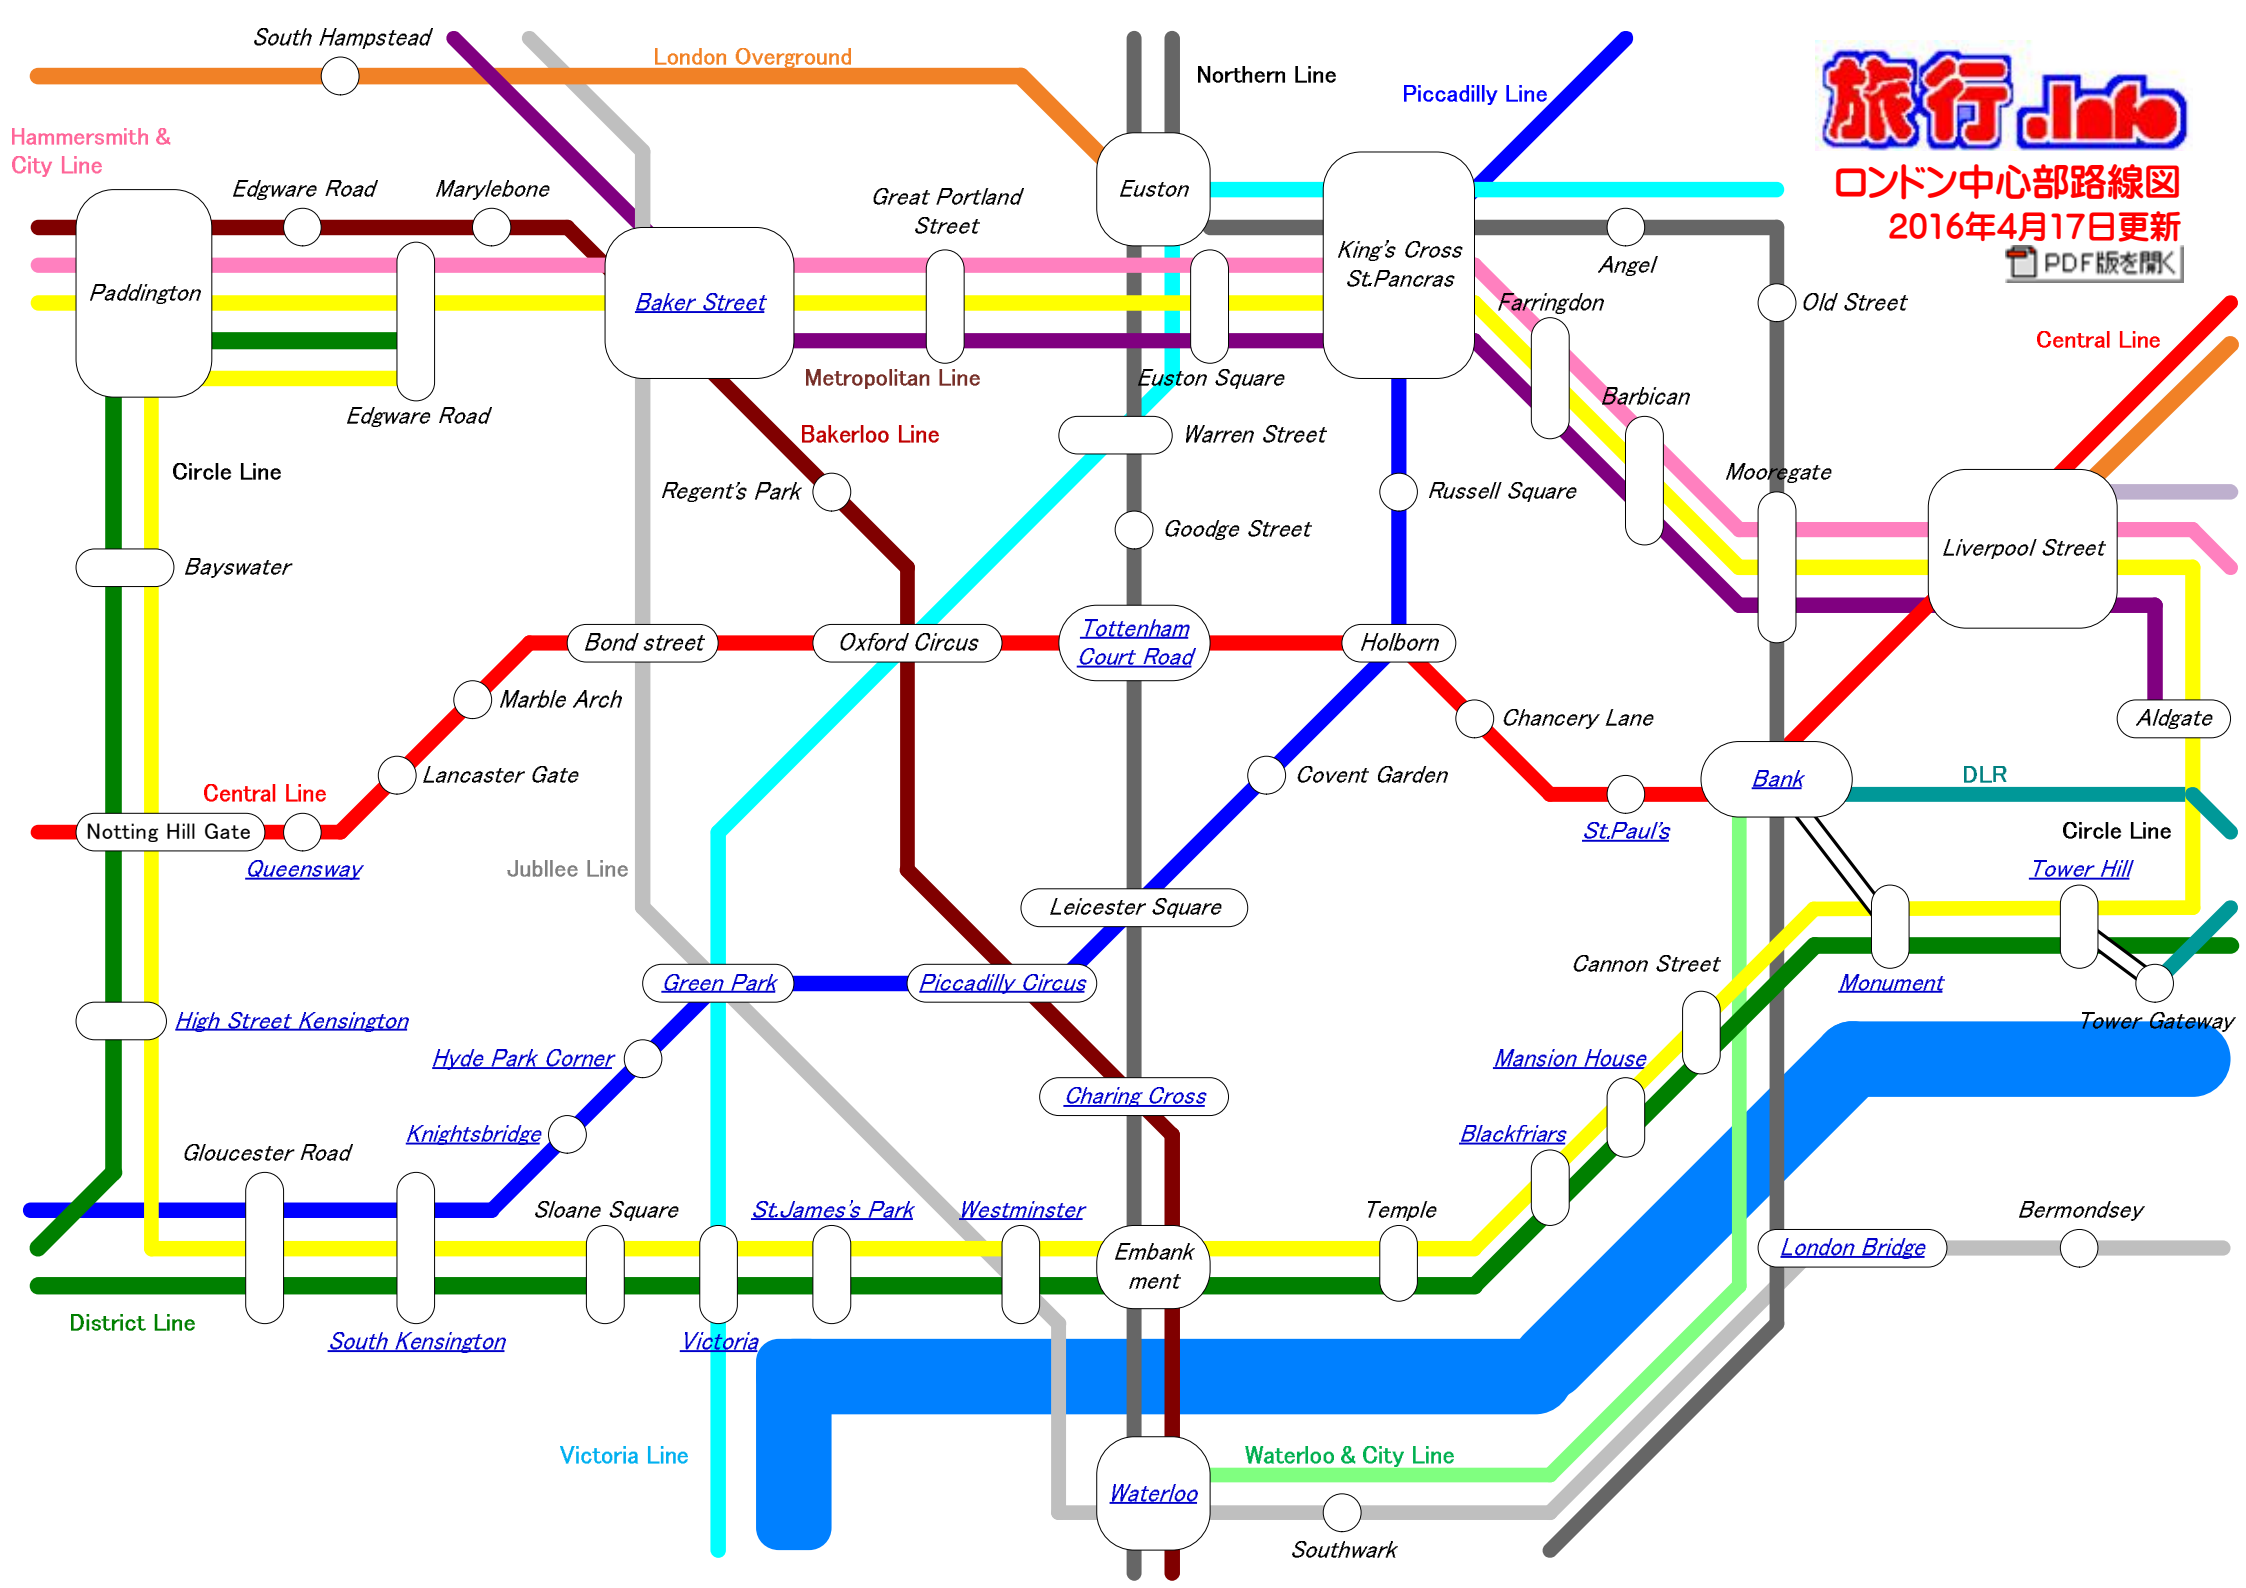 South Hampstead
London Overground
Northern Line
Piccadilly Line
旅行.Info
ロンドン中心部路線図
2016年4月17日更新
PDF版を開く
Hammersmith &
City Line
Edgware Road
Marylebone
Great Portland
Street
Euston
King's Cross
St.Pancras
Angel
Paddington
Baker Street
Farringdon
Old Street
Central Line
Metropolitan Line
Euston Square
Edgware Road
Barbican
Bakerloo Line
Warren Street
Circle Line
Mooregate
Regent's Park
Russell Square
Goodge Street
Liverpool Street
Bayswater
Bond street
Oxford Circus
Tottenham
Court Road
Holborn
Marble Arch
Chancery Lane
Aldgate
Lancaster Gate
Covent Garden
Bank
DLR
Central Line
Notting Hill Gate
St.Paul's
Circle Line
Queensway
Jubllee Line
Tower Hill
Leicester Square
Cannon Street
Green Park
Piccadilly Circus
Monument
High Street Kensington
Tower Gateway
Hyde Park Corner
Mansion House
Charing Cross
Knightsbridge
Blackfriars
Gloucester Road
Sloane Square
St.James's Park
Westminster
Temple
Bermondsey
Embank
ment
London Bridge
District Line
South Kensington
Victoria
Victoria Line
Waterloo & City Line
Waterloo
Southwark